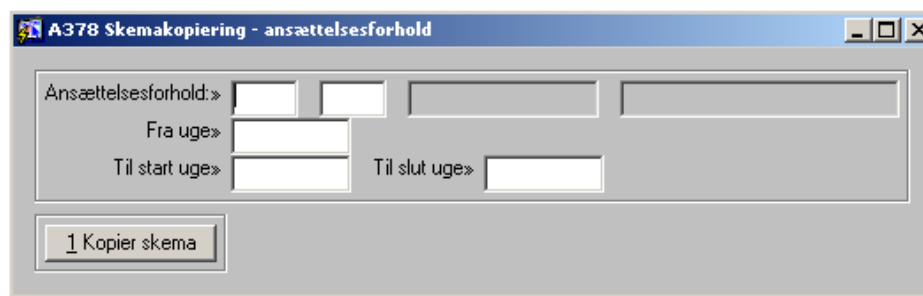 A378 Skemakopiering - ansættelsesforhold
Ansættelsesforhold:»
Fra uge»
Til start uge» Til slut uge»
1 Kopier skema